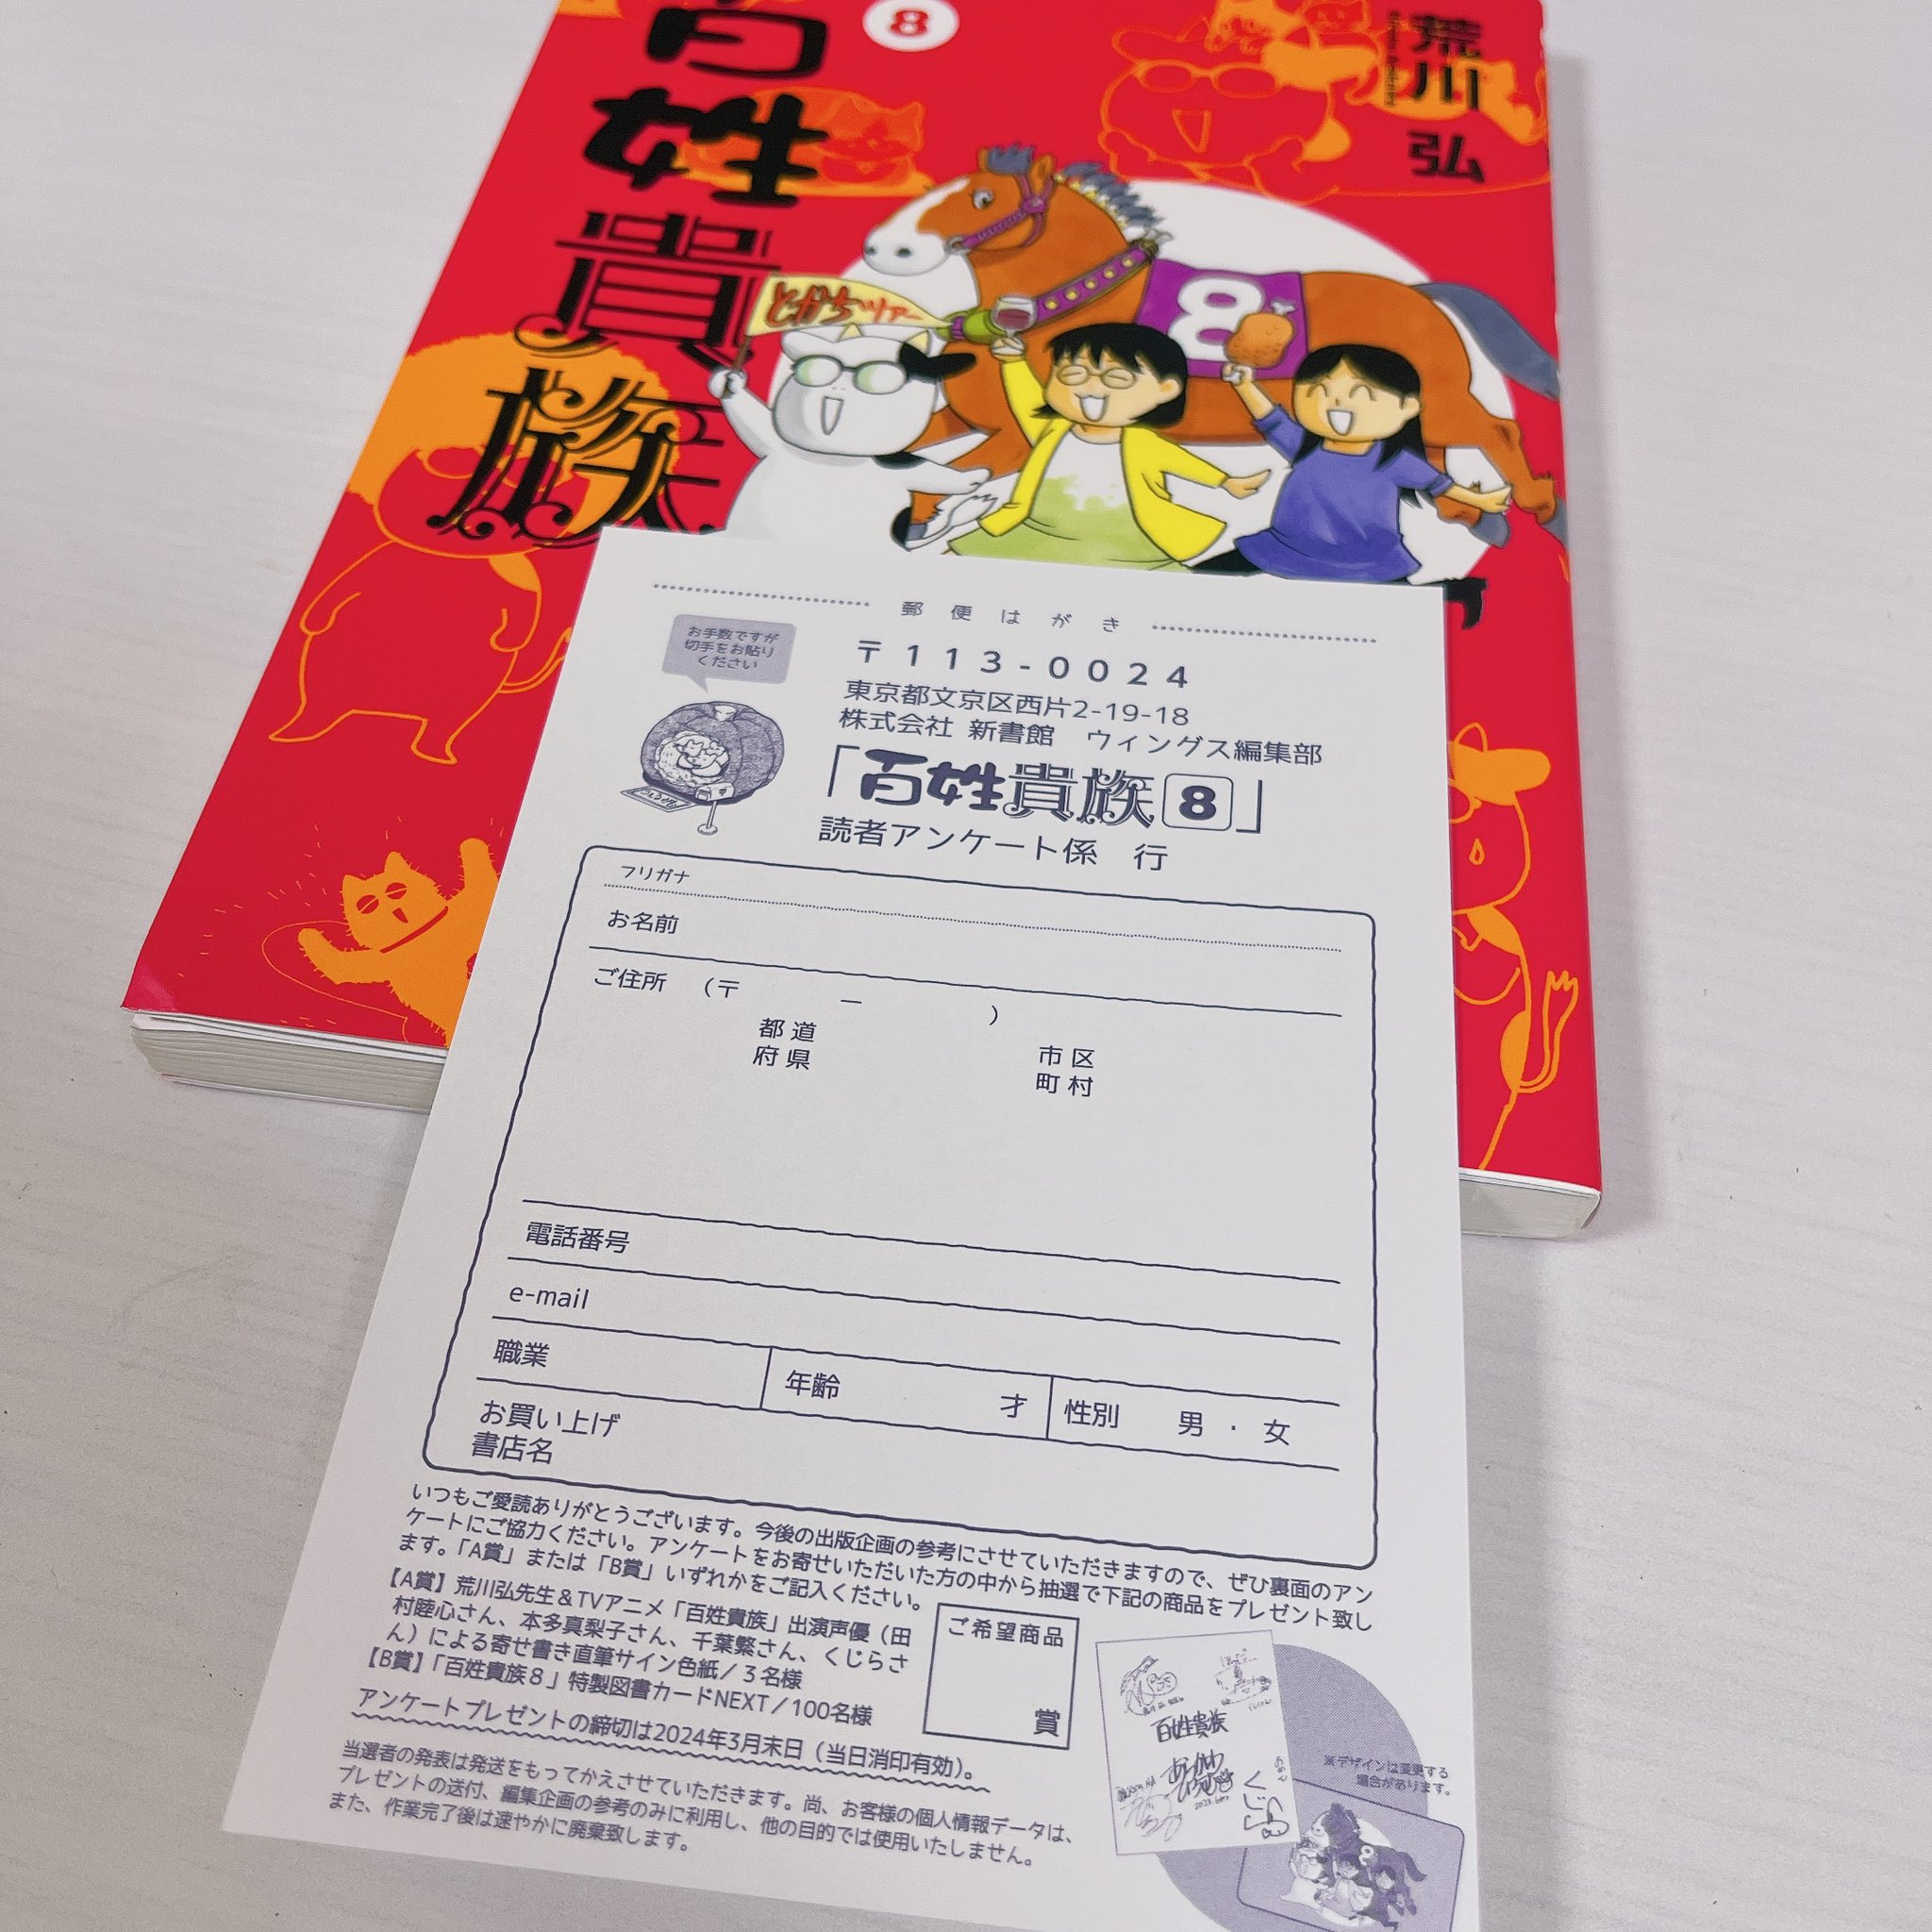 百姓貴族
8
荒川弘
とかちツアー
8
郵便はがき
お手数ですが
切手をお貼り
ください
〒113-0024
東京都文京区西片2-19-18
株式会社 新書館　ウィングス編集部
「百姓貴族8」
読者アンケート係　行
フリガナ
お名前
ご住所　（〒　　　－　　　）
都道
府県
市区
町村
電話番号
e-mail
職業
年齢　　　才
性別　男・女
お買い上げ
書店名
いつもご愛読ありがとうございます。今後の出版企画の参考にさせていただきますので、ぜひ裏面のアン
ケートにご協力ください。アンケートをお寄せいただいた方の中から抽選で下記の商品をプレゼント致し
ます。「A賞」または「B賞」いずれかをご記入ください。
【A賞】荒川弘先生＆TVアニメ「百姓貴族」出演声優（田
村睦心さん、本多真梨子さん、千葉繁さん、くじらさ
ん）による寄せ書き直筆サイン色紙／３名様
【B賞】「百姓貴族８」特製図書カードNEXT／100名様
アンケートプレゼントの締切は2024年3月末日（当日消印有効）。
ご希望商品
賞
当選者の発表は発送をもってかえさせていただきます。尚、お客様の個人情報データは、
プレゼントの送付、編集企画の参考のみに利用し、他の目的では使用いたしません。
また、作業完了後は速やかに廃棄致します。
百姓貴族
くじら
※デザインは変更する
場合があります。
8